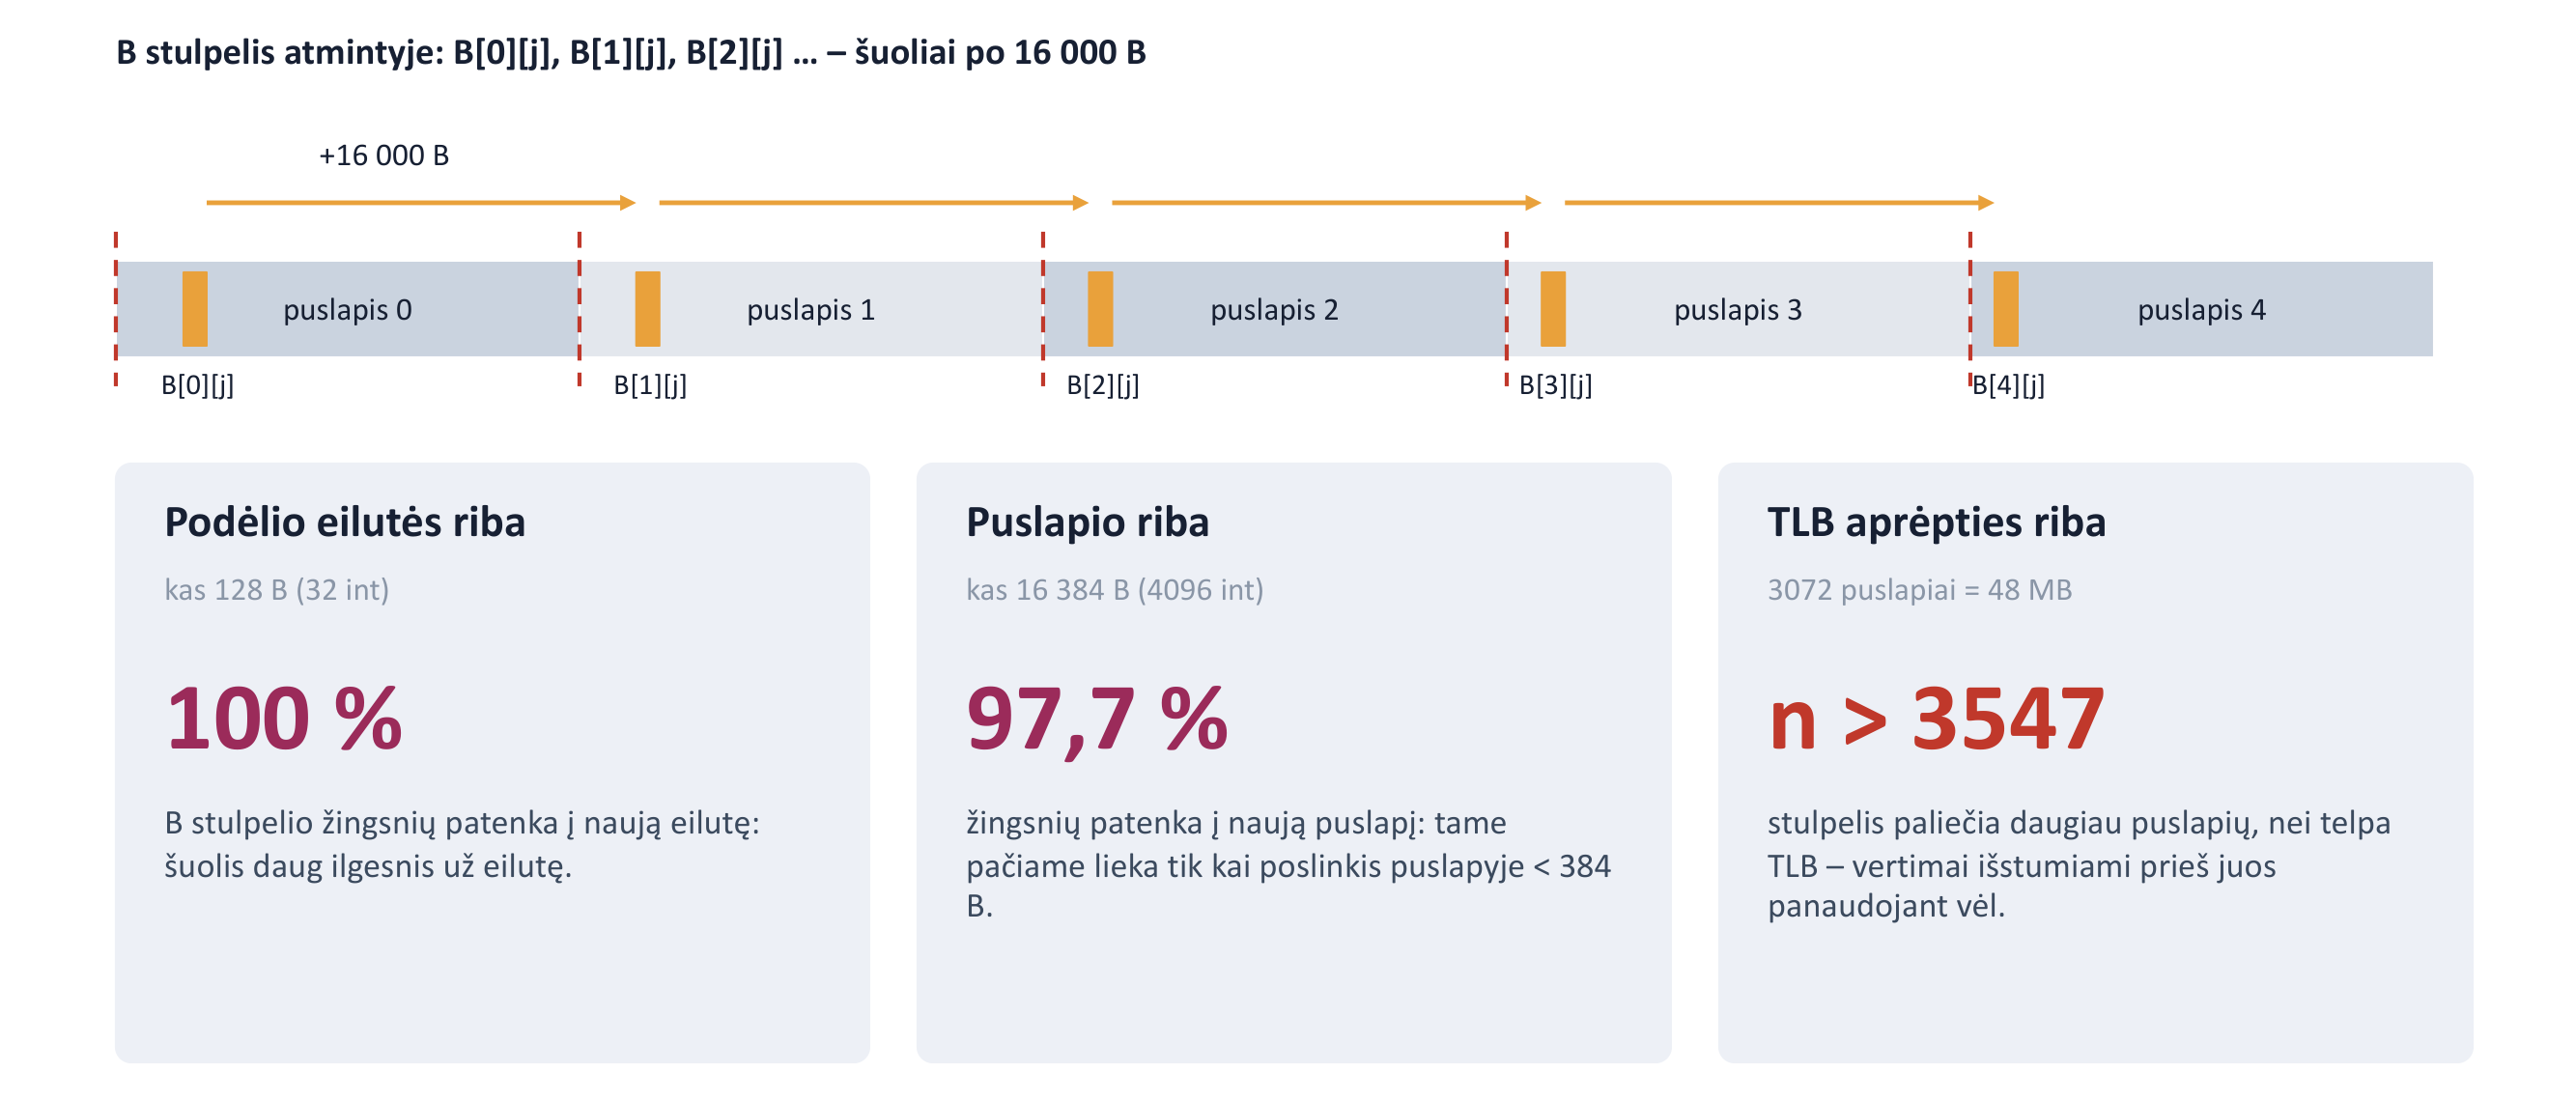 B stulpelis atmintyje: B[0][j], B[1][j], B[2][j] … – šuoliai po 16 000 B
+16 000 B
puslapis 0
puslapis 1
puslapis 2
puslapis 3
puslapis 4
B[0][j]
B[1][j]
B[2][j]
B[3][j]
B[4][j]
Podėlio eilutės riba
kas 128 B (32 int)
100 %
B stulpelio žingsnių patenka į naują eilutę:
šuolis daug ilgesnis už eilutę.
Puslapio riba
kas 16 384 B (4096 int)
97,7 %
žingsnių patenka į naują puslapį: tame
pačiame lieka tik kai poslinkis puslapyje < 384
B.
TLB aprėpties riba
3072 puslapiai = 48 MB
n > 3547
stulpelis paliečia daugiau puslapių, nei telpa
TLB – vertimai išstumiami prieš juos
panaudojant vėl.